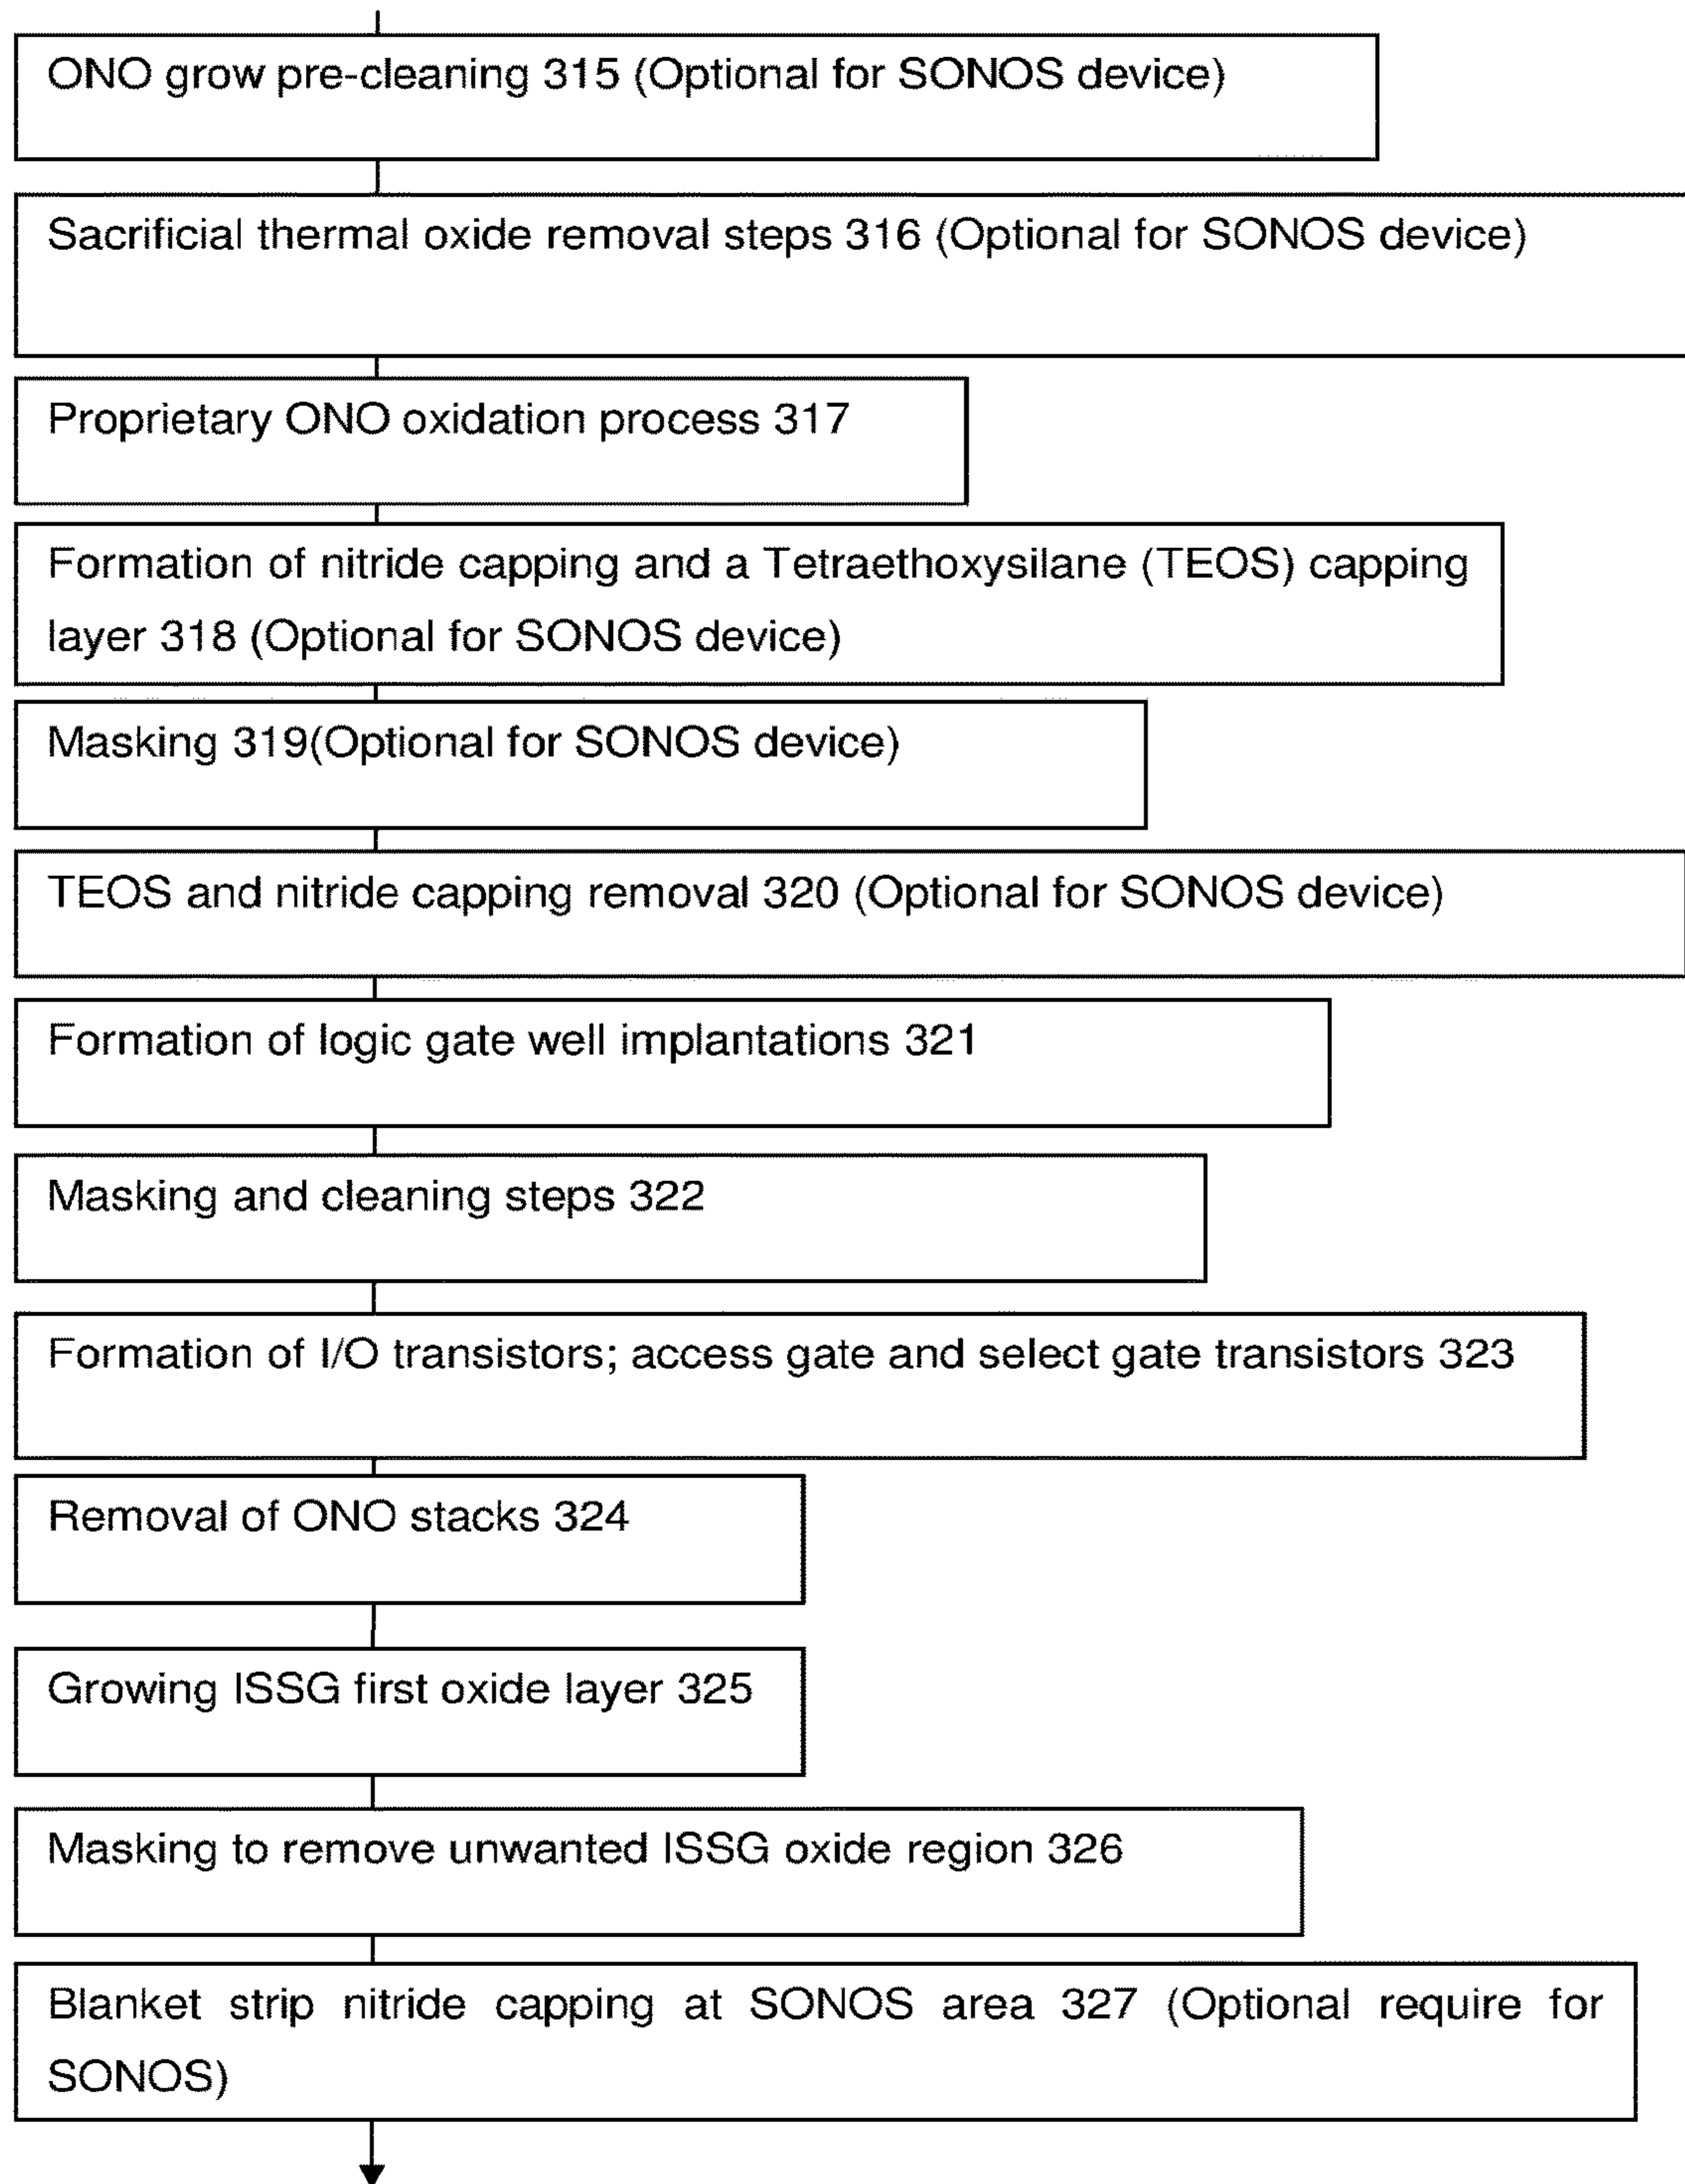 ONO grow pre-cleaning 315 (Optional for SONOS device)
Sacrificial thermal oxide removal steps 316 (Optional for SONOS device)
Proprietary ONO oxidation process 317
Formation of nitride capping and a Tetraethoxysilane (TEOS) capping
layer 318 (Optional for SONOS device)
Masking 319(Optional for SONOS device)
TEOS and nitride capping removal 320 (Optional for SONOS device)
Formation of logic gate well implantations 321
Masking and cleaning steps 322
Formation of I/O transistors; access gate and select gate transistors 323
Removal of ONO stacks 324
Growing ISSG first oxide layer 325
Masking to remove unwanted ISSG oxide region 326
Blanket strip nitride capping at SONOS area 327 (Optional require for
SONOS)